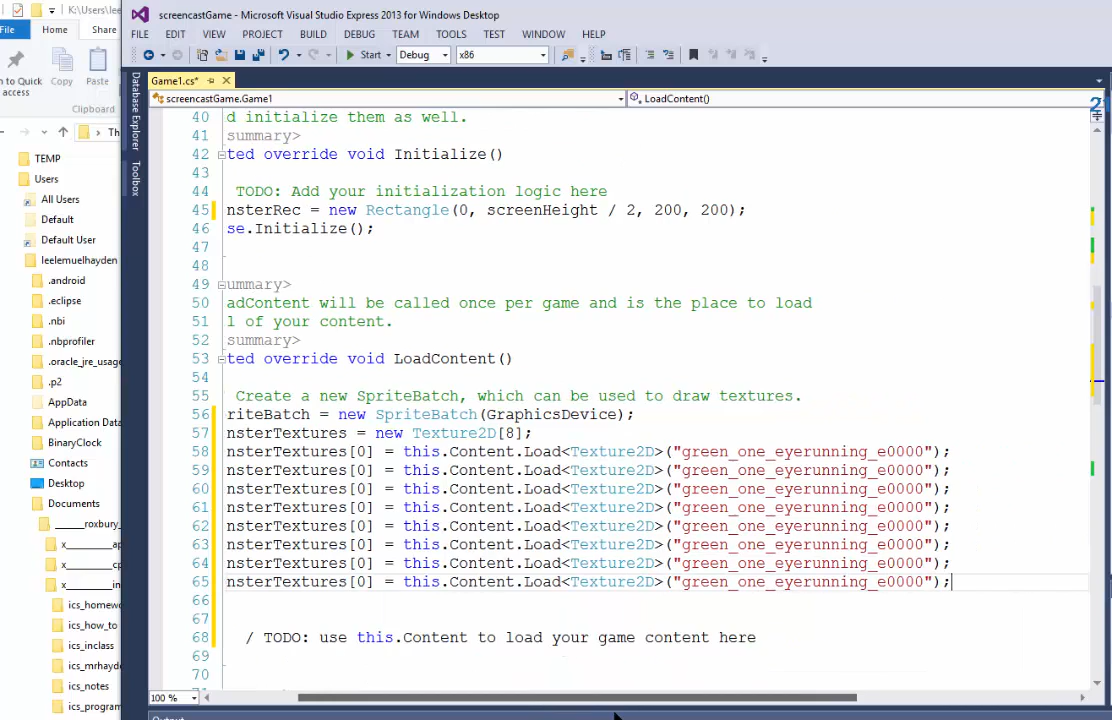 K:\Users\lee
File
Home
Share
to Quick
access
Copy
Paste
Clipboard
Th
TEMP
Users
All Users
Default
Default User
leelemuelhayden
.android
.eclipse
.nbi
.nbprofiler
.oracle_jre_usage
.p2
AppData
Application Data
BinaryClock
Contacts
Desktop
Documents
ics_how_to
ics_inclass
ics_notes
screencastGame - Microsoft Visual Studio Express 2013 for Windows Desktop
FILE EDIT VIEW PROJECT BUILD DEBUG TEAM TOOLS TEST WINDOW HELP
Start Debug x86
Database Explorer
Toolbox
Game1.cs*
screencastGame.Game1 LoadContent()
2
40 d initialize them as well.
41 summary>
42 ted override void Initialize()
43
44 TODO: Add your initialization logic here
45 nsterRec = new Rectangle(0, screenHeight / 2, 200, 200);
46 se.Initialize();
47
48
49 ummary>
50 adContent will be called once per game and is the place to load
51 l of your content.
52 summary>
53 ted override void LoadContent()
54
55 Create a new SpriteBatch, which can be used to draw textures.
56 riteBatch = new SpriteBatch(GraphicsDevice);
57 nsterTextures = new Texture2D[8];
58 nsterTextures[0] = this.Content.Load<Texture2D>("green_one_eyerunning_e0000");
59 nsterTextures[0] = this.Content.Load<Texture2D>("green_one_eyerunning_e0000");
60 nsterTextures[0] = this.Content.Load<Texture2D>("green_one_eyerunning_e0000");
61 nsterTextures[0] = this.Content.Load<Texture2D>("green_one_eyerunning_e0000");
62 nsterTextures[0] = this.Content.Load<Texture2D>("green_one_eyerunning_e0000");
63 nsterTextures[0] = this.Content.Load<Texture2D>("green_one_eyerunning_e0000");
64 nsterTextures[0] = this.Content.Load<Texture2D>("green_one_eyerunning_e0000");
65 nsterTextures[0] = this.Content.Load<Texture2D>("green_one_eyerunning_e0000");
66
67
68 / TODO: use this.Content to load your game content here
69
70
100 %
Output